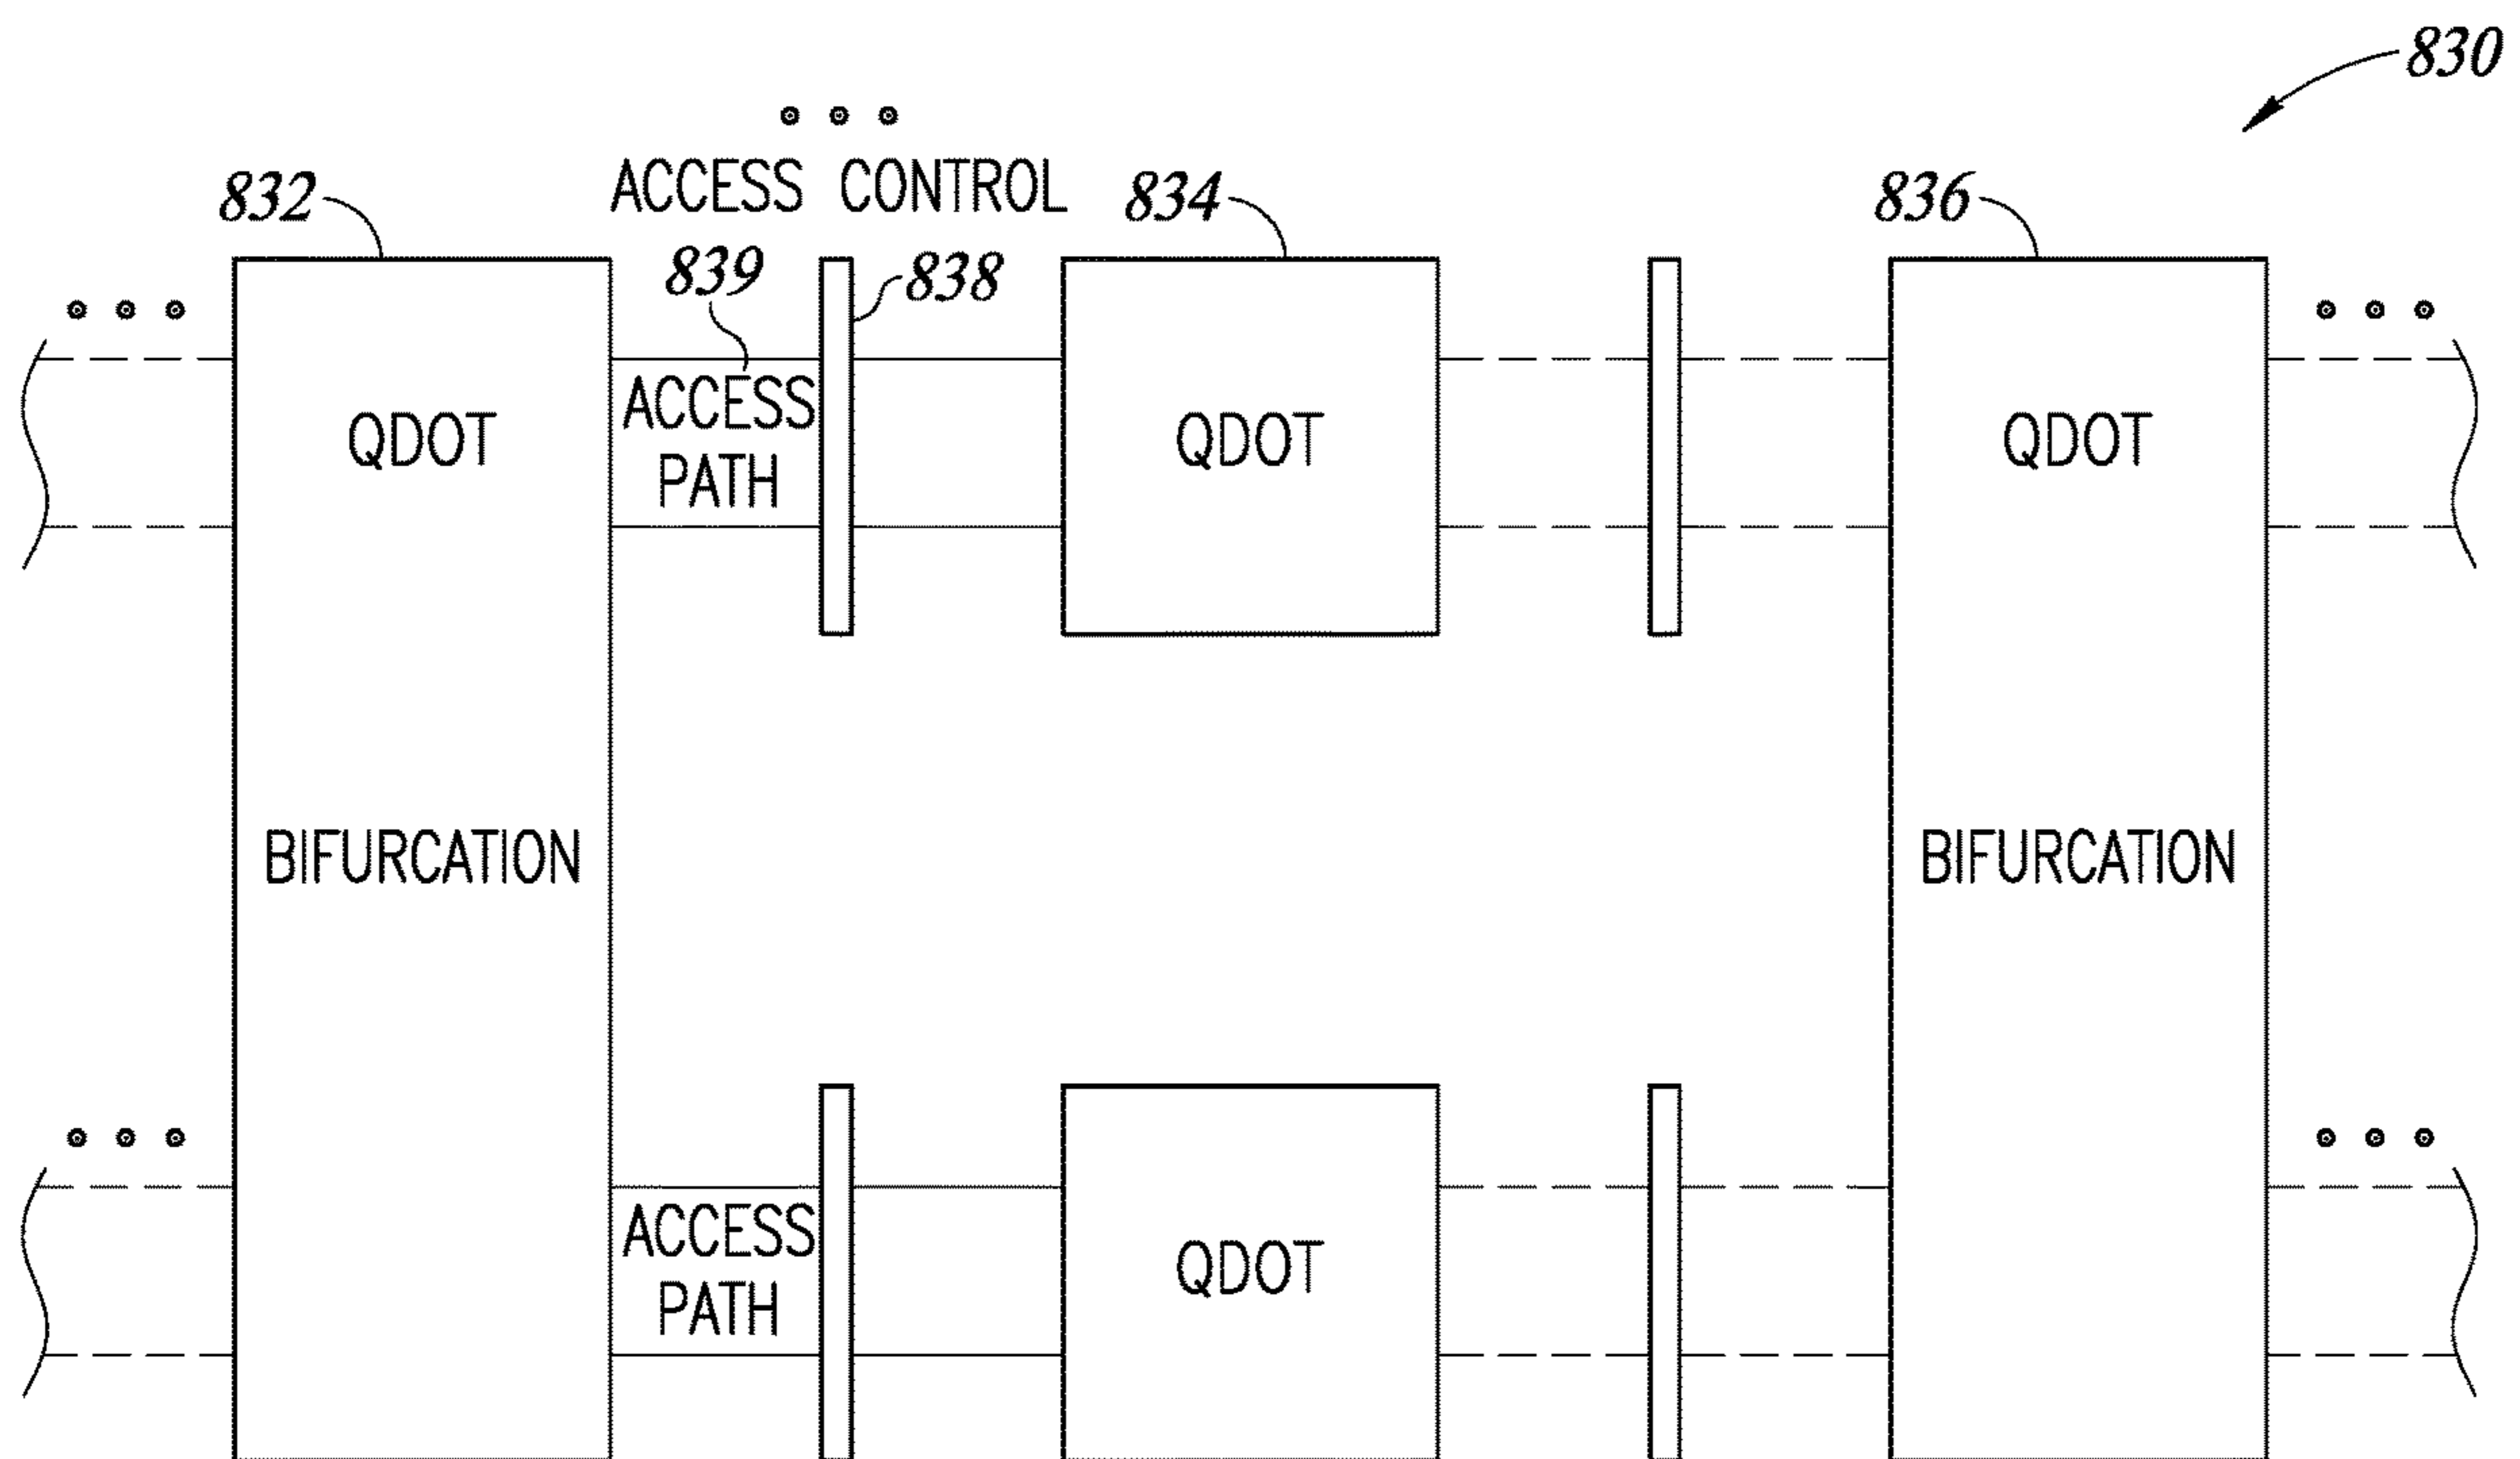 830
ACCESS CONTROL
832
834
836
839
838
QDOT
ACCESS
PATH
QDOT
QDOT
BIFURCATION
BIFURCATION
ACCESS
PATH
QDOT